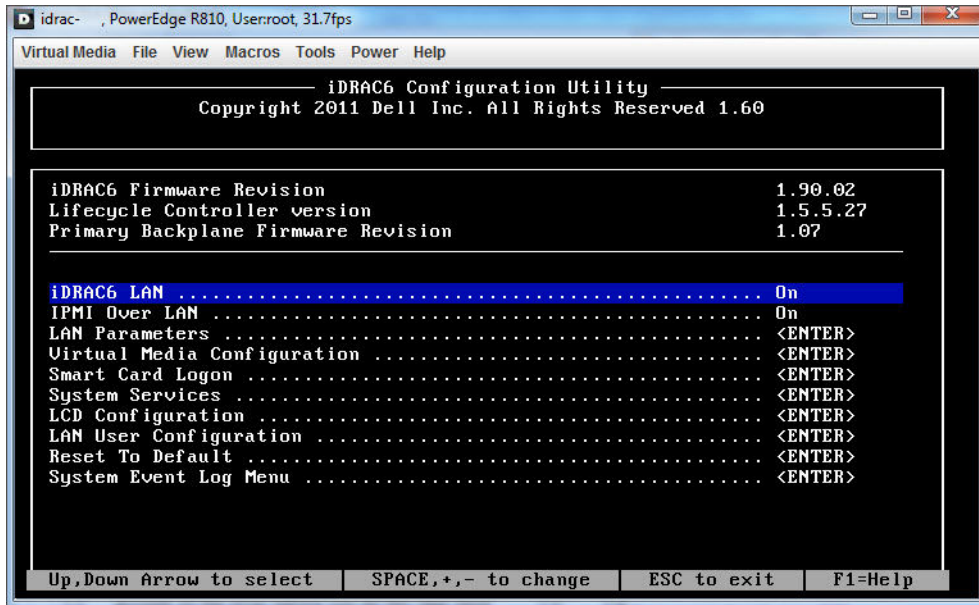 idrac- , PowerEdge R810, User:root, 31.7fps
Virtual Media File View Macros Tools Power Help
iDRAC6 Configuration Utility
Copyright 2011 Dell Inc. All Rights Reserved 1.60
iDRAC6 Firmware Revision 1.90.02
Lifecycle Controller version 1.5.5.27
Primary Backplane Firmware Revision 1.07
iDRAC6 LAN ................................................... On
IPMI Over LAN ................................................ On
LAN Parameters ............................................... <ENTER>
Virtual Media Configuration .................................. <ENTER>
Smart Card Logon ............................................. <ENTER>
System Services .............................................. <ENTER>
LCD Configuration ............................................ <ENTER>
LAN User Configuration ....................................... <ENTER>
Reset To Default ............................................. <ENTER>
System Event Log Menu ........................................ <ENTER>
Up,Down Arrow to select SPACE,+,- to change ESC to exit F1=Help